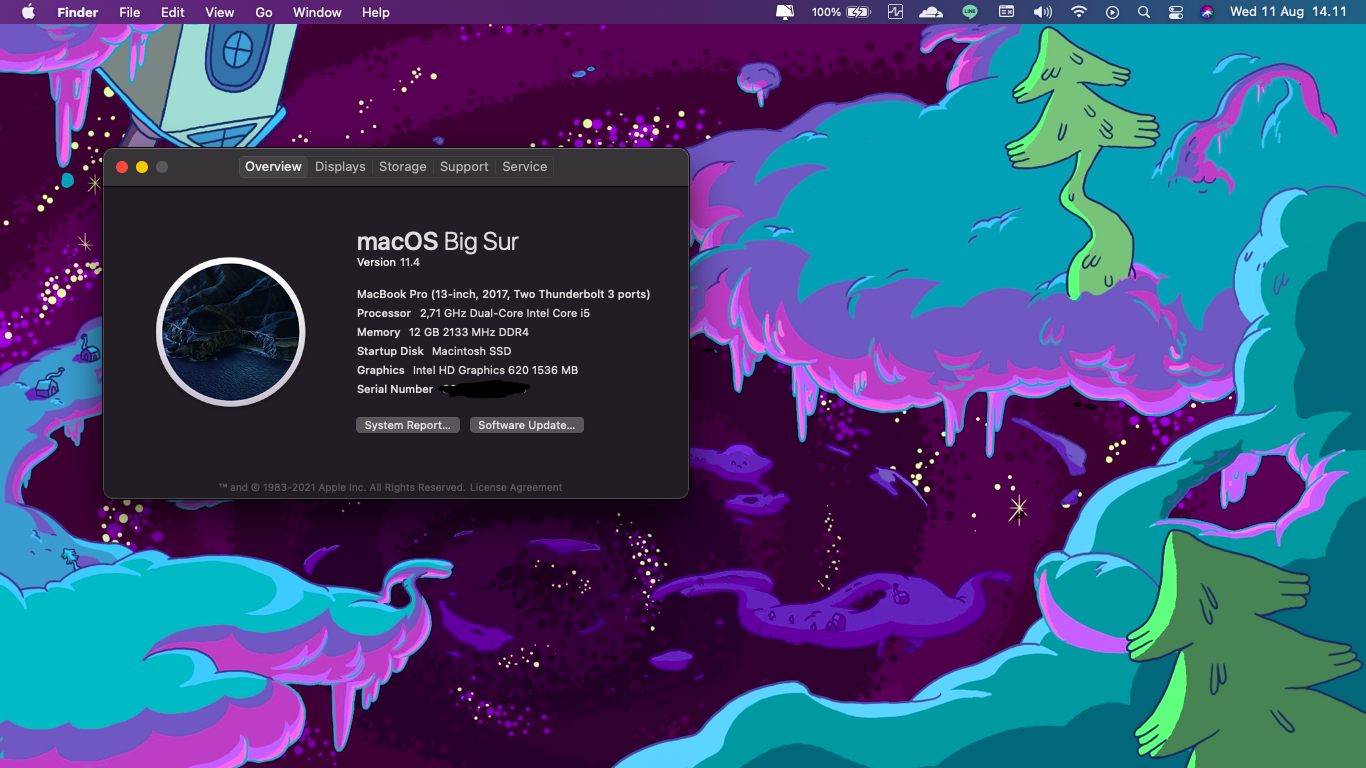 Finder File Edit View Go Window Help 100% LINE Wed 11 Aug 14.11
Overview Displays Storage Support Service
macOS Big Sur
Version 11.4
MacBook Pro (13-inch, 2017, Two Thunderbolt 3 ports)
Processor 2,71 GHz Dual-Core Intel Core i5
Memory 12 GB 2133 MHz DDR4
Startup Disk Macintosh SSD
Graphics Intel HD Graphics 620 1536 MB
Serial Number
System Report... Software Update...
™ and © 1983-2021 Apple Inc. All Rights Reserved. License Agreement